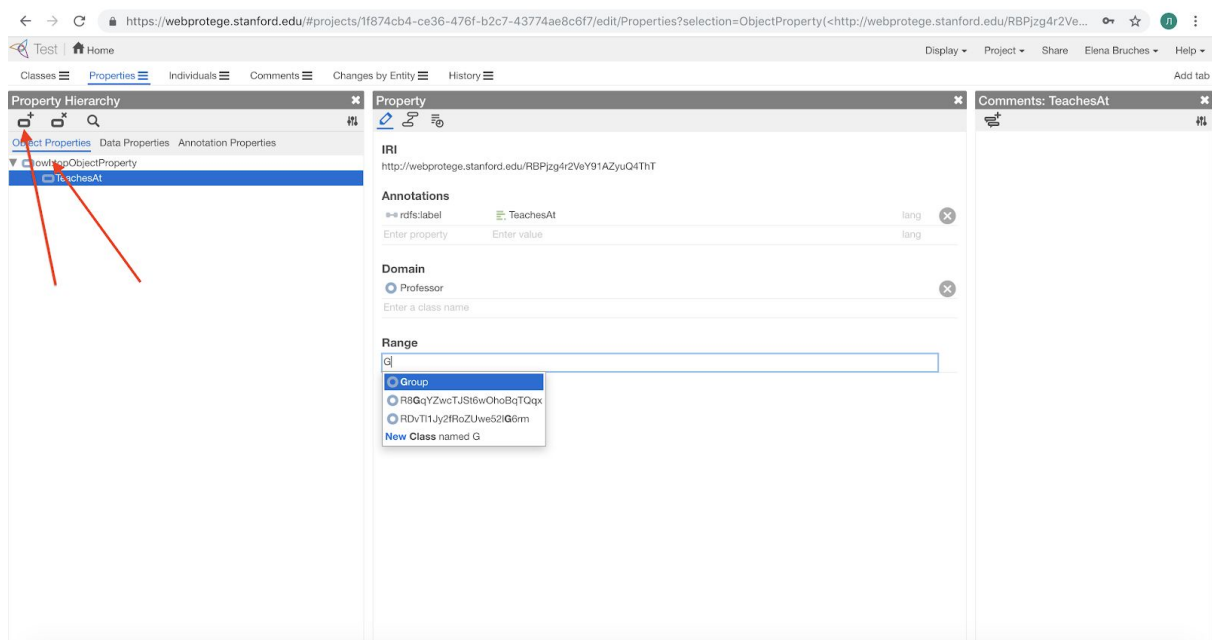 https://webprotege.stanford.edu/#projects/1f874cb4-ce36-476f-b2c7-43774ae8c6f7/edit/Properties?selection=ObjectProperty(<http://webprotege.stanford.edu/RBPjzg4r2Ve...
Л
Test Home Display Project Share Elena Bruches Help
Classes Properties Individuals Comments Changes by Entity History Add tab
Property Hierarchy
Property
Comments: TeachesAt
Object Properties Data Properties Annotation Properties
owl:topObjectProperty
TeachesAt
IRI
http://webprotege.stanford.edu/RBPjzg4r2VeY91AZyuQ4ThT
Annotations
rdfs:label TeachesAt lang
Enter property Enter value lang
Domain
Professor
Enter a class name
Range
G
Group
R8GqYZwcTJSt6wOhoBqTQqx
RDvTI1Jy2fRoZUwe52IG6rm
New Class named G